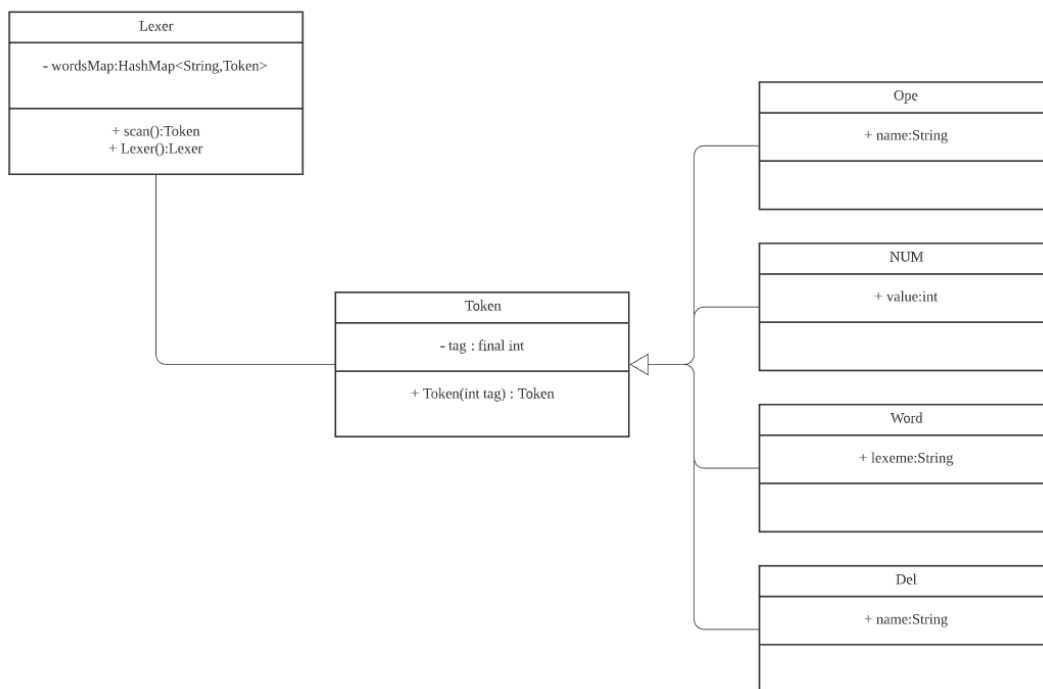 Lexer
- wordsMap:HashMap<String,Token>
+ scan():Token
+ Lexer():Lexer
Token
- tag : final int
+ Token(int tag) : Token
Ope
+ name:String
NUM
+ value:int
Word
+ lexeme:String
Del
+ name:String